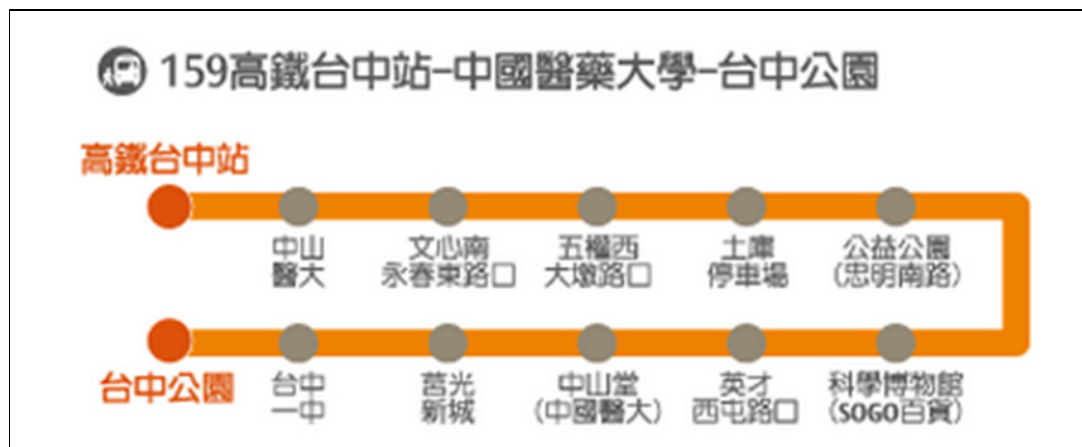 159高鐵台中站-中國醫藥大學-台中公園
高鐵台中站
中山
醫大
文心南
永春東路口
五權西
大墩路口
土庫
停車場
公益公園
(忠明南路)
台中公園
台中
一中
莒光
新城
中山堂
(中國醫大)
英才
西屯路口
科學博物館
(SOGO百貨)